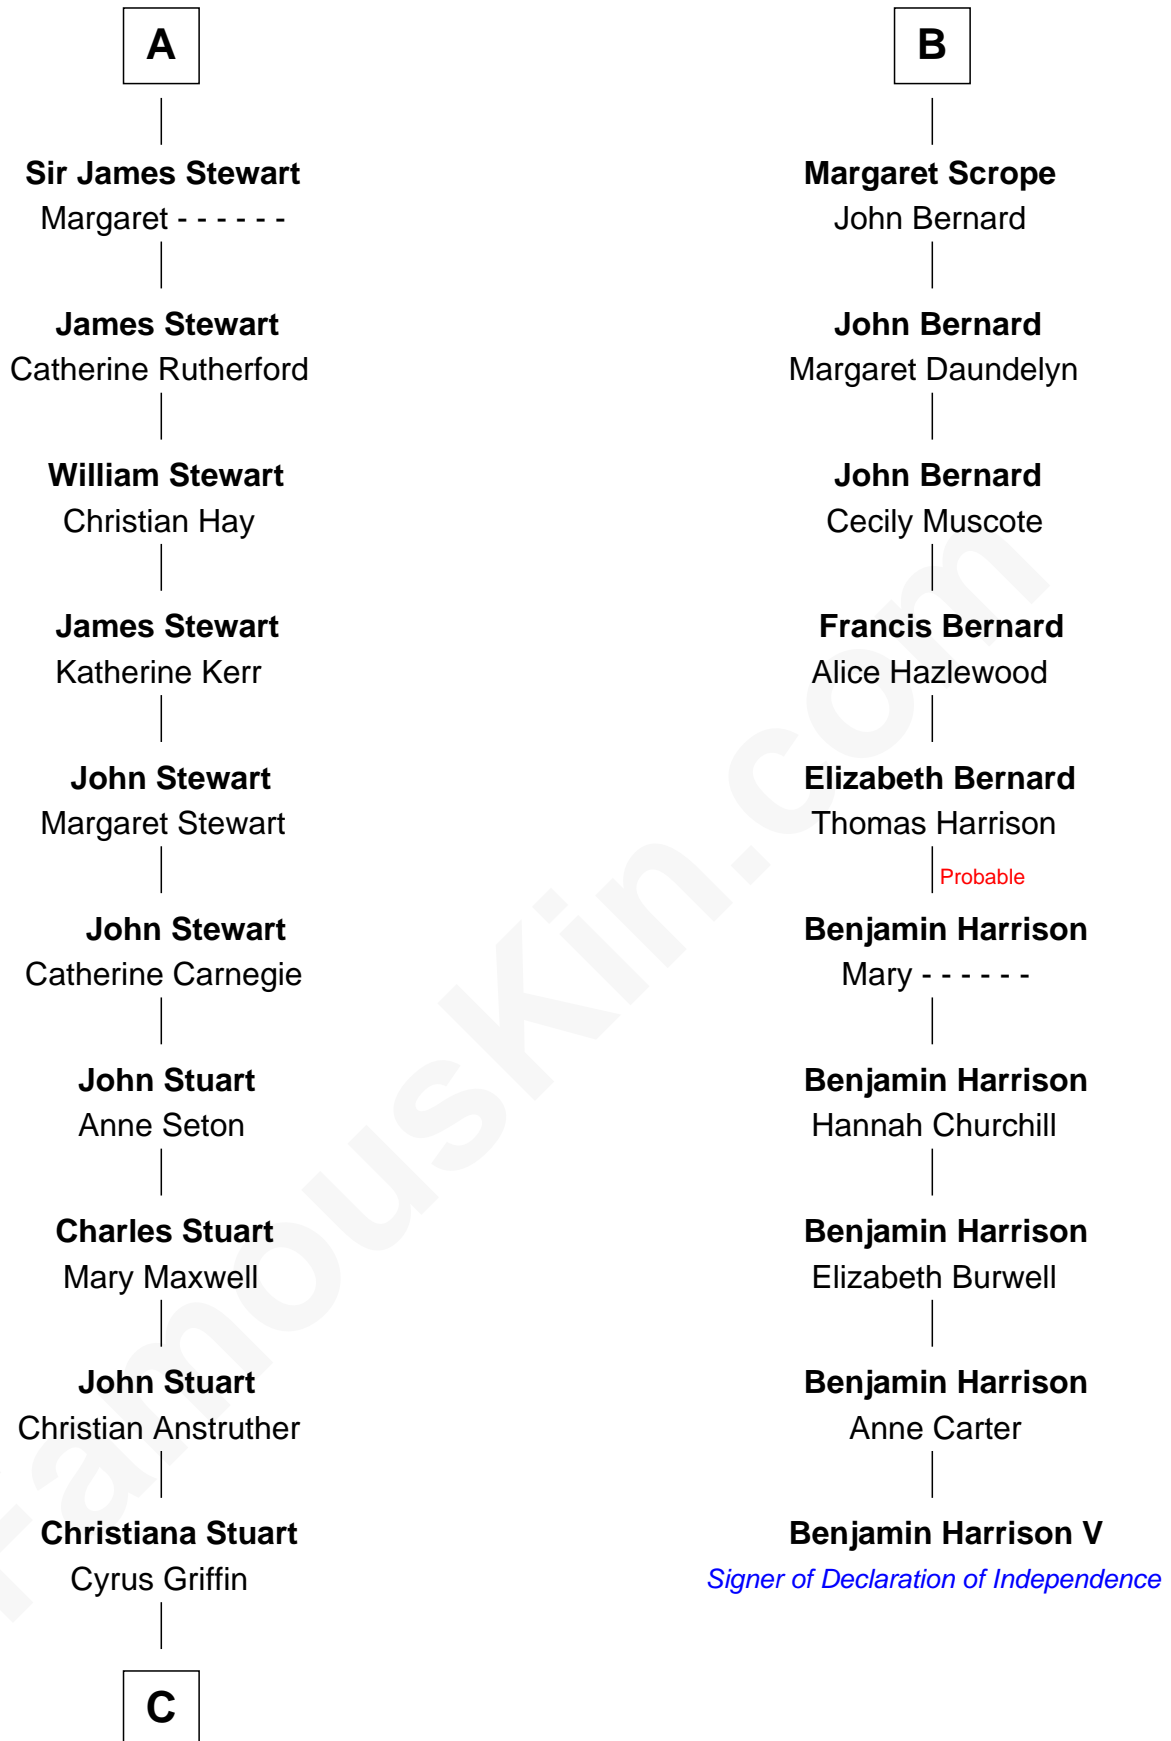 A
Sir James Stewart
Margaret - - - - - -
James Stewart
Catherine Rutherford
William Stewart
Christian Hay
James Stewart
Katherine Kerr
John Stewart
Margaret Stewart
John Stewart
Catherine Carnegie
John Stuart
Anne Seton
Charles Stuart
Mary Maxwell
John Stuart
Christian Anstruther
Christiana Stuart
Cyrus Griffin
C
B
Margaret Scrope
John Bernard
John Bernard
Margaret Daundelyn
John Bernard
Cecily Muscote
Francis Bernard
Alice Hazlewood
Elizabeth Bernard
Thomas Harrison
Probable
Benjamin Harrison
Mary - - - - - -
Benjamin Harrison
Hannah Churchill
Benjamin Harrison
Elizabeth Burwell
Benjamin Harrison
Anne Carter
Benjamin Harrison V
Signer of Declaration of Independence
FamousKin.com